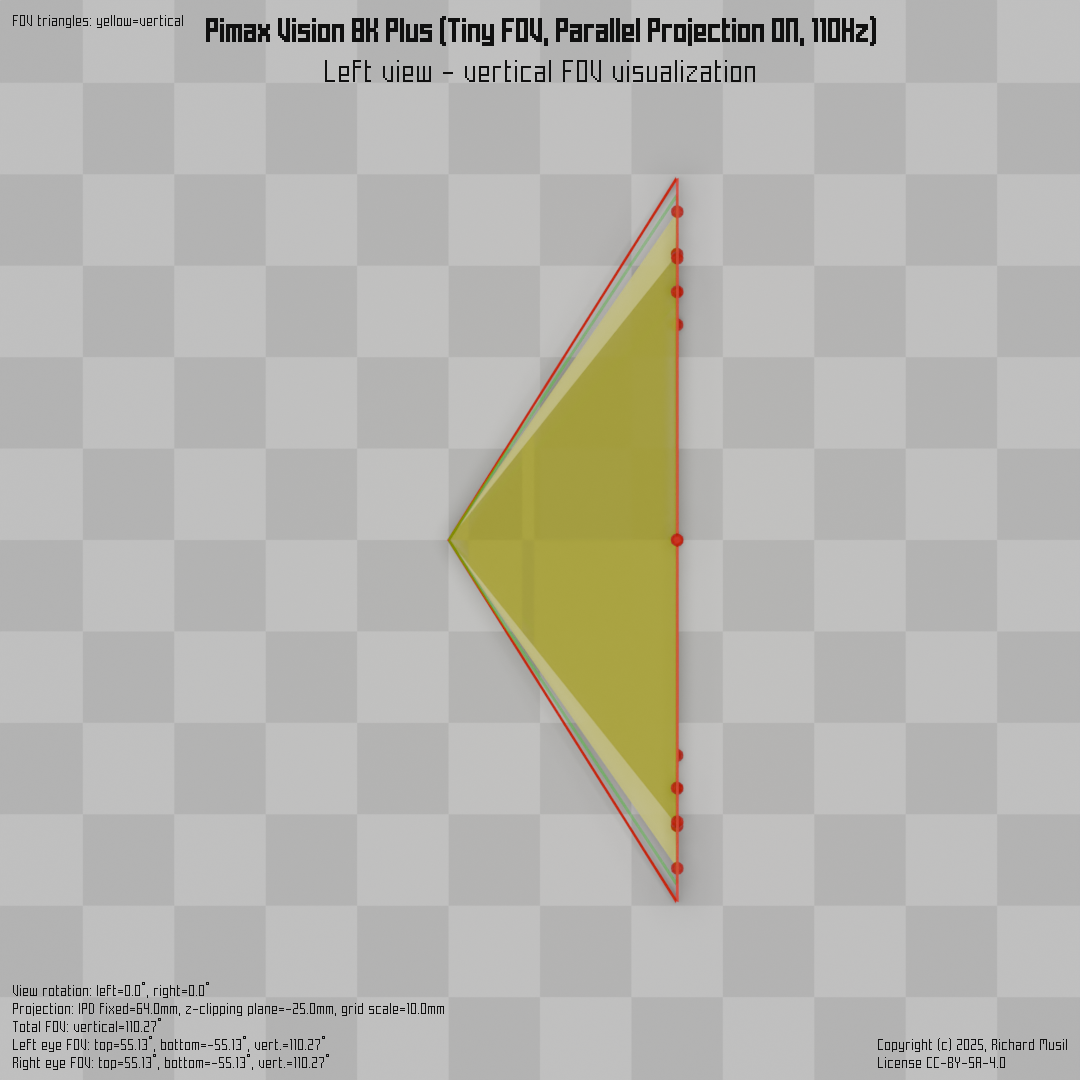 FOV triangles: yellow=vertical
Pimax Vision 8K Plus (Tiny FOV, Parallel Projection ON, 110Hz)
Left view - vertical FOV visualization
View rotation: left=0.0°, right=0.0°
Projection: IPD fixed=64.0mm, z-clipping plane=-25.0mm, grid scale=10.0mm
Total FOV: vertical=110.27°
Left eye FOV: top=55.13°, bottom=-55.13°, vert.=110.27°
Right eye FOV: top=55.13°, bottom=-55.13°, vert.=110.27°
Copyright (c) 2025, Richard Musil
License CC-BY-SA-4.0